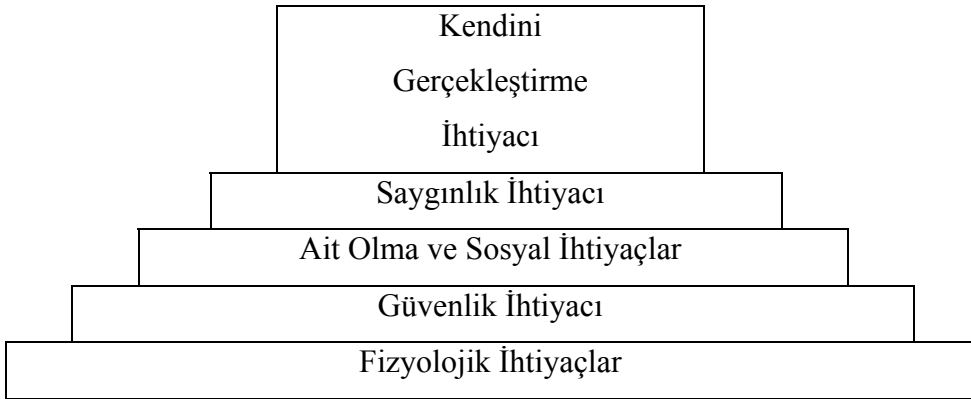 Kendini
Gerçekleştirme
İhtiyacı
Saygınlık İhtiyacı
Ait Olma ve Sosyal İhtiyaçlar
Güvenlik İhtiyacı
Fizyolojik İhtiyaçlar